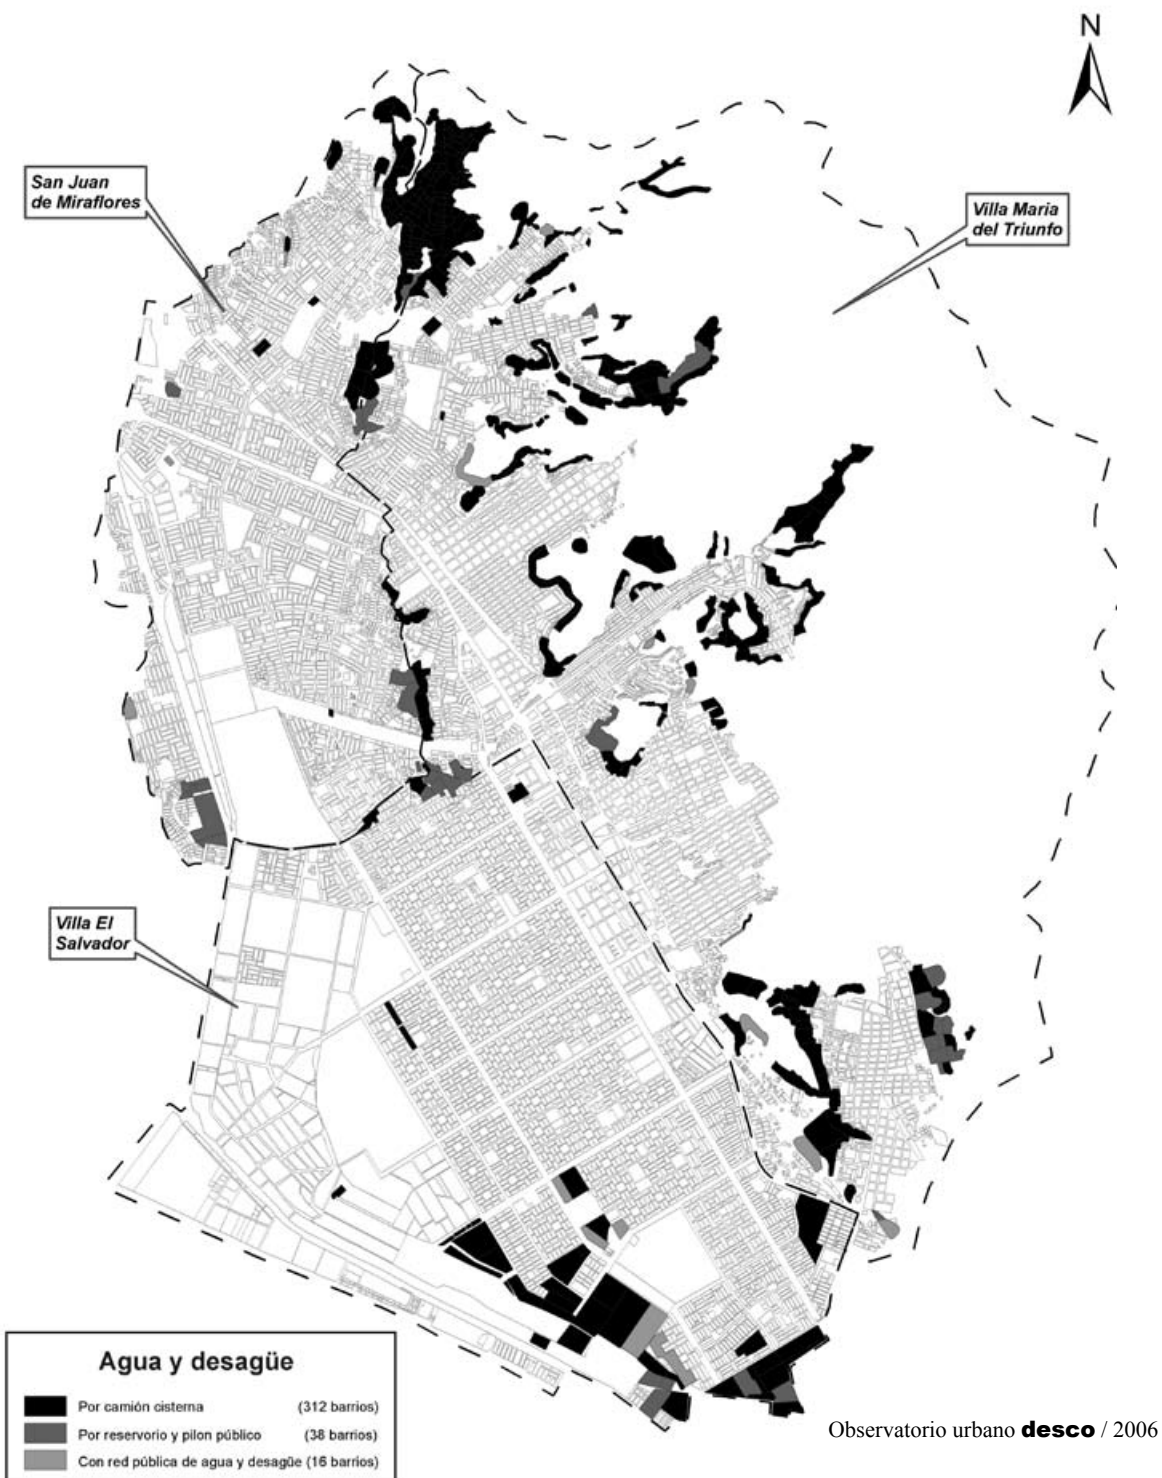 N
San Juan
de Miraflores
Villa Maria
del Triunfo
Villa El
Salvador
Agua y desagüe
Por camión cisterna (312 barrios)
Por reservorio y pilon público (38 barrios)
Con red pública de agua y desagüe (16 barrios)
Observatorio urbano desco / 2006